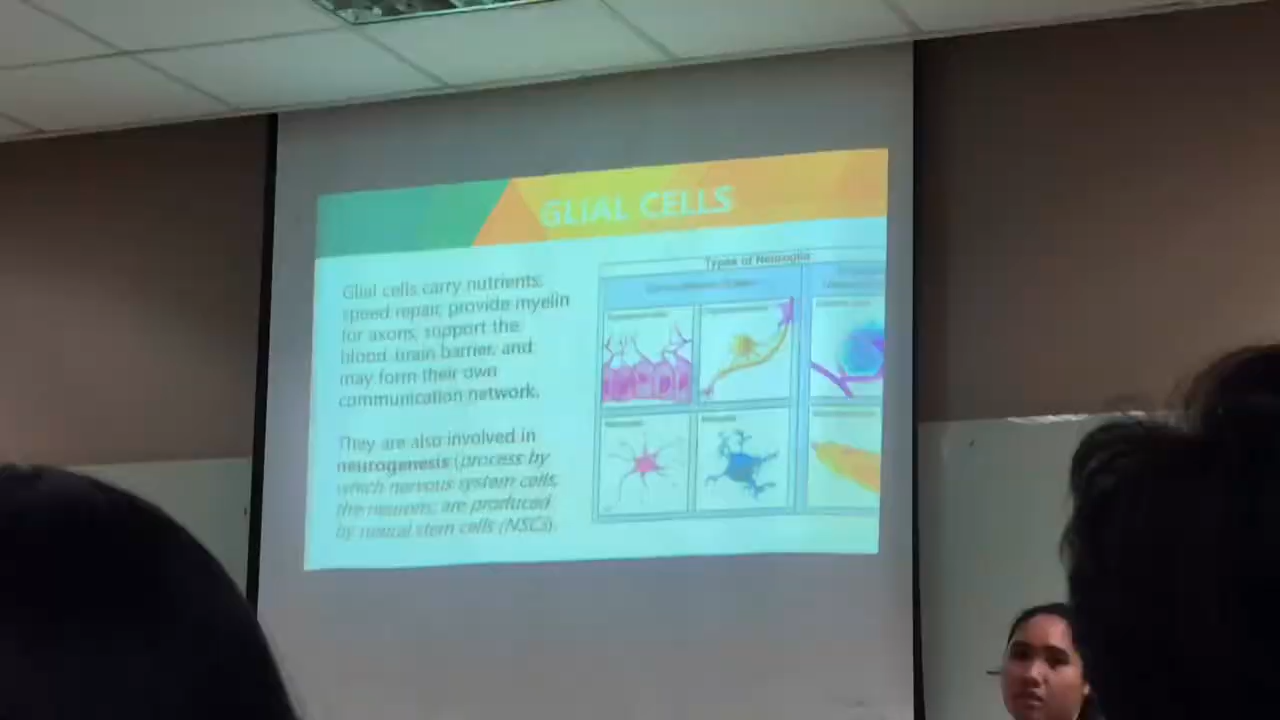 GLIAL CELLS
Glial cells carry nutrients,
speed repair, provide myelin
for axons, support the
blood brain barrier, and
may form their own
communication network.
They are also involved in
neurogenesis (process by
which nervous system cells,
the neurons, are produced
by neural stem cells (NSCs).
Types of Neuroglia